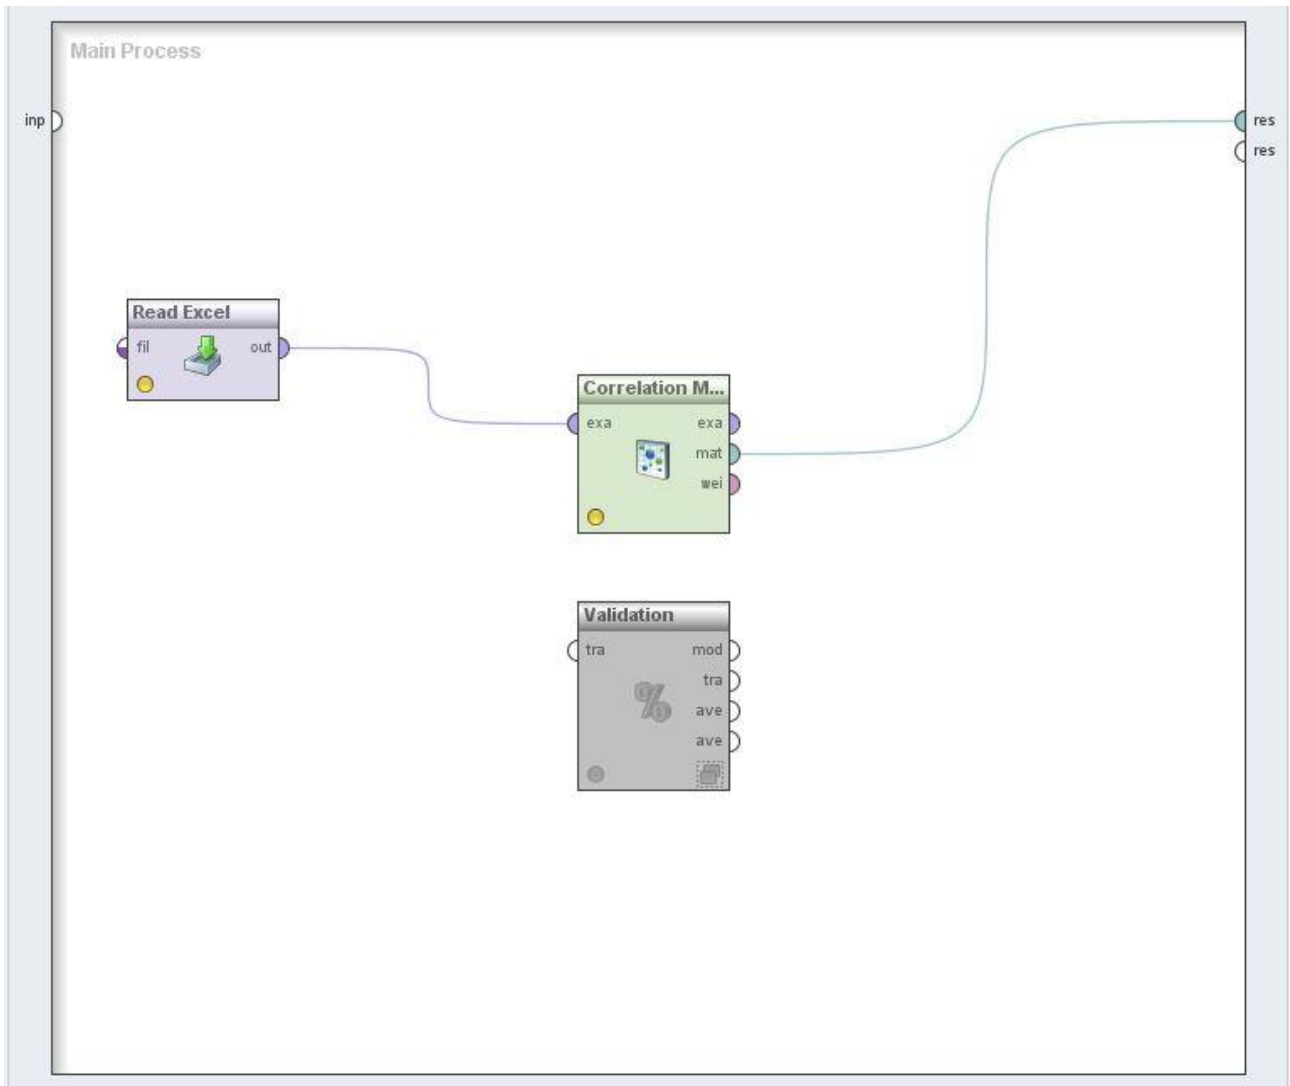 Main Process
inp
res
res
Read Excel
fil
out
Correlation M...
exa
exa
mat
wei
Validation
tra
mod
tra
ave
ave